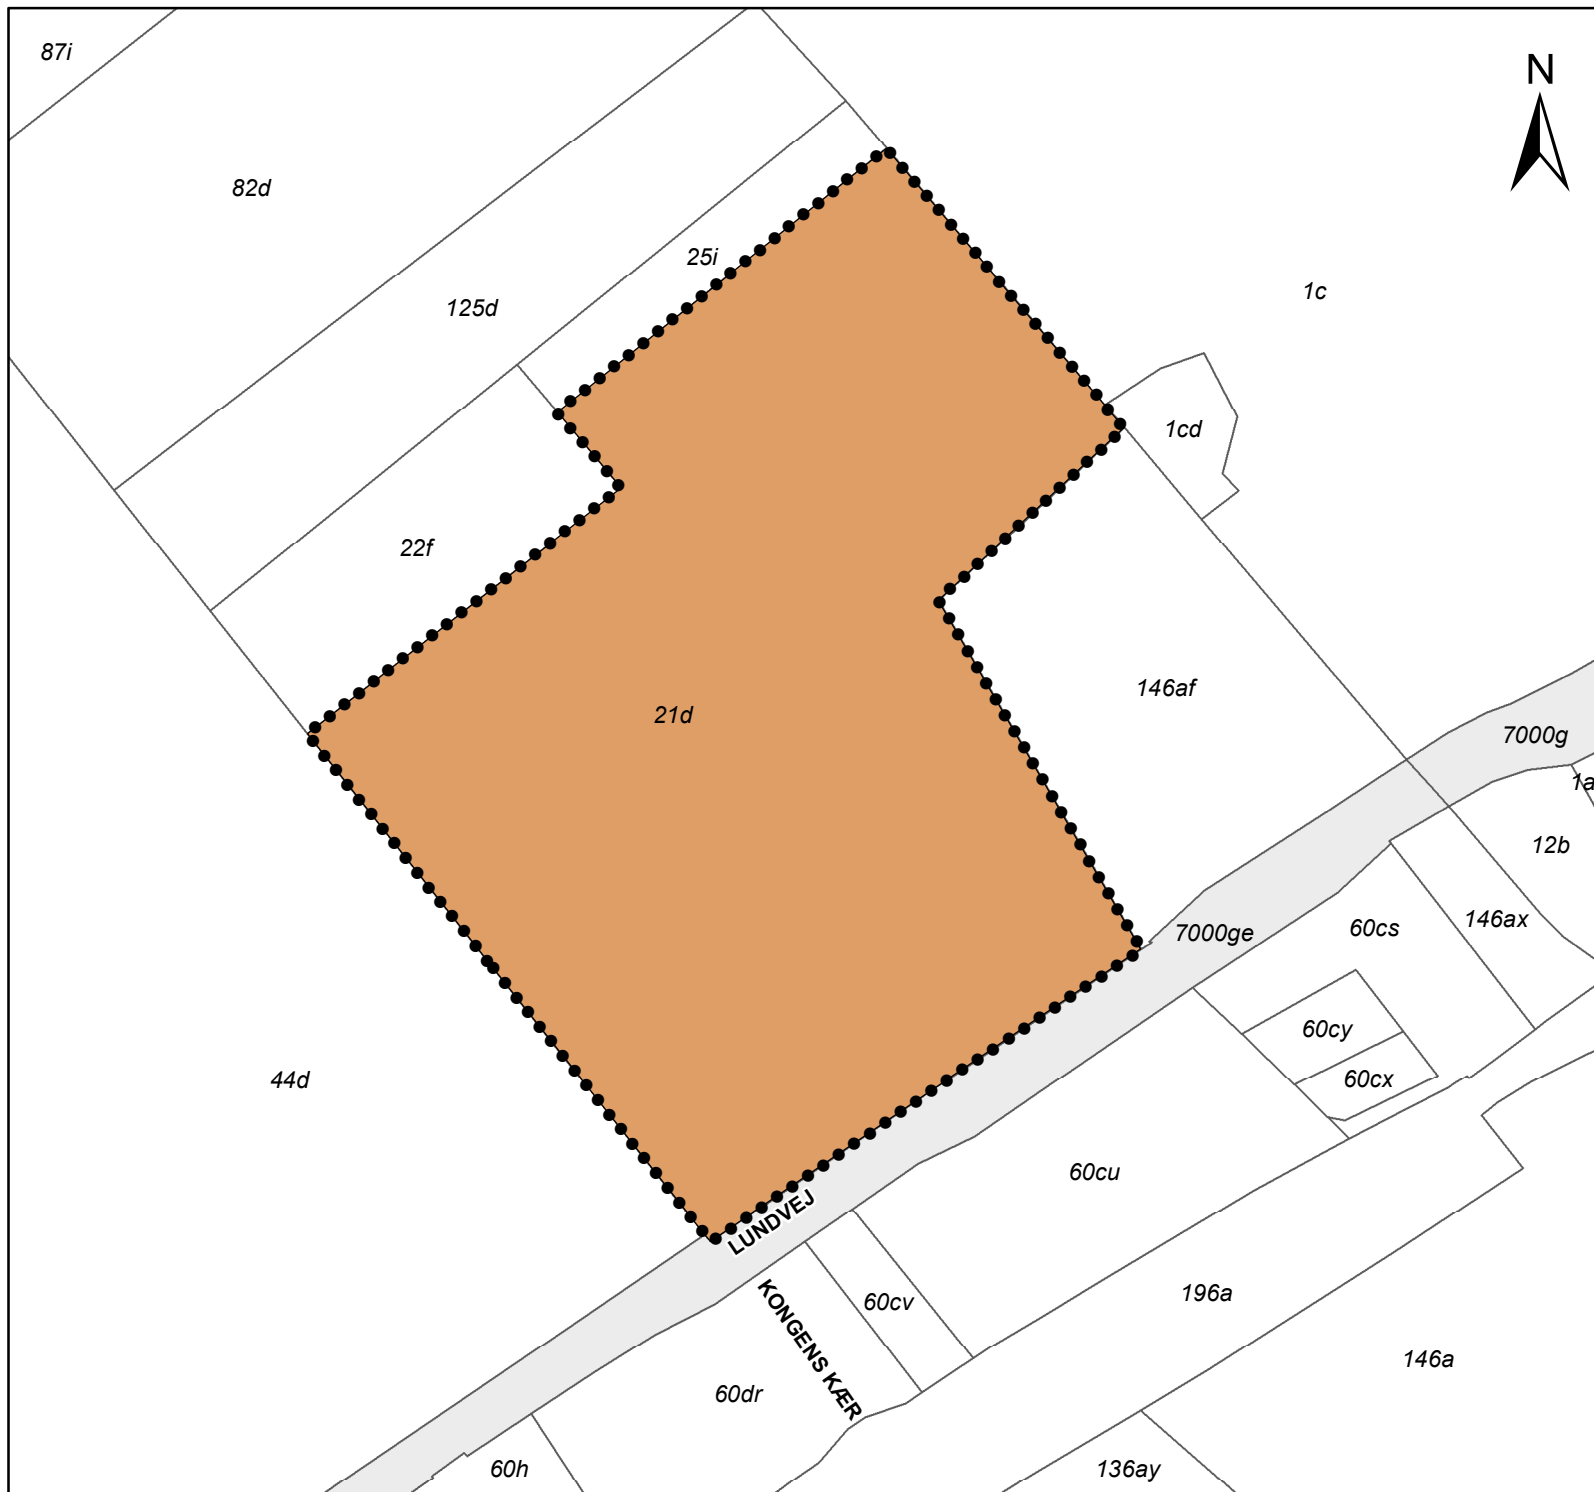 87i
N
82d
25i
1c
125d
1cd
22f
146af
21d
7000g
1a
12b
146ax
60cs
7000ge
60cy
44d
60cx
60cu
LUNDVEJ
196a
60cv
KONGENS KÆR
146a
60dr
60h
136ay